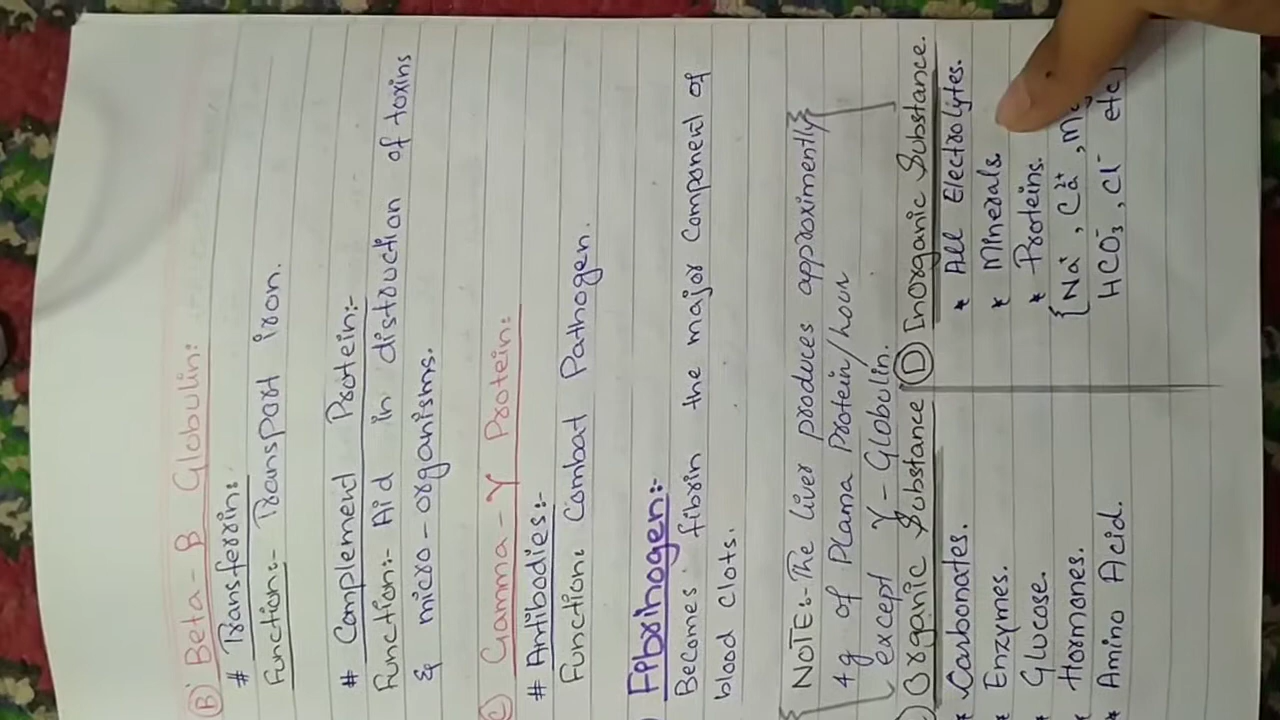 B Beta - β Globulin:
# Transferrin:
Function:- Transport iron.
# Complemend Protein:-
Function:- Aid in distruction of toxins
& micro-organisms.
C Gamma - γ Protein:-
# Antibodies:-
Function: Combat Pathogen.
) Fibrinogen:-
Becomes fibrin the major Component of
blood clots.
NOTE:- The liver produces approximently
4g of Plama Protein/hour
except γ - Globulin.
) Organic Substance
* Carbonates.
* Enzymes.
* Glucose.
* Hormones.
* Amino Acid.
D Inorganic Substance.
* All Electrolytes.
* Minerals.
* Proteins.
{Na⁺, Ca²⁺,
HCO₃⁻, Cl⁻ etc